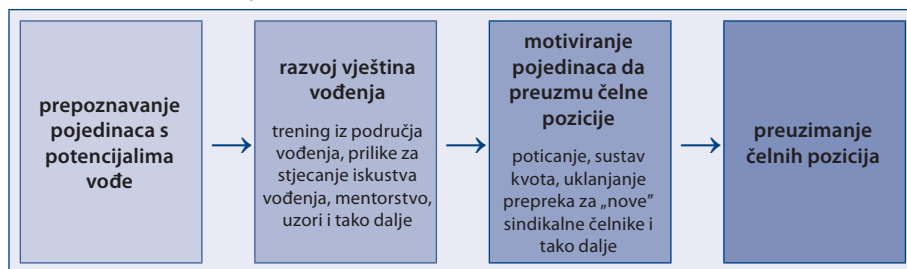 prepoznavanje
pojedinaca s
potencijalima
vođe
razvoj vještina
vođenja
trening iz područja
vođenja, prilike za
stjecanje iskustva
vođenja, mentorstvo,
uzori i tako dalje
motiviranje
pojedinaca da
preuzmu čelne
pozicije
poticanje, sustav
kvota, uklanjanje
prepreka za „nove”
sindikalne čelnike i
tako dalje
preuzimanje
čelnih pozicija